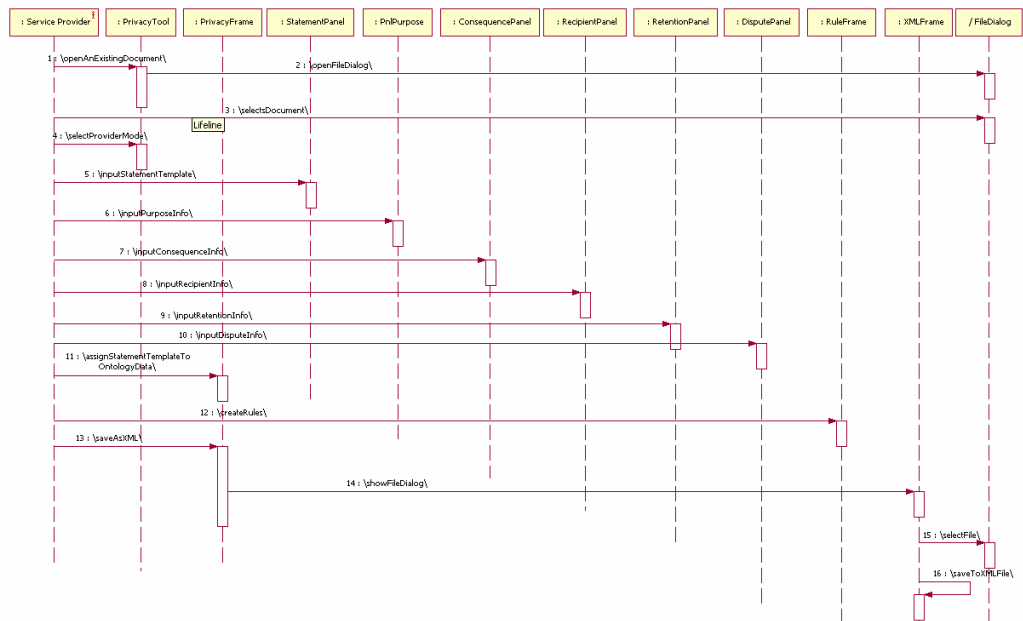 : Service Provider
: PrivacyTool
: PrivacyFrame
: StatementPanel
: PnlPurpose
: ConsequencePanel
: RecipientPanel
: RetentionPanel
: DisputePanel
: RuleFrame
: XMLFrame
/ FileDialog
1 : \openAnExistingDocument\
2 : \openFileDialog\
3 : \selectsDocument\
Lifeline
4 : \selectProviderMode\
5 : \inputStatementTemplate\
6 : \inputPurposeInfo\
7 : \inputConsequenceInfo\
8 : \inputRecipientInfo\
9 : \inputRetentionInfo\
10 : \inputDisputeInfo\
11 : \assignStatementTemplateTo
OntologyData\
12 : \createRules\
13 : \saveAsXML\
14 : \showFileDialog\
15 : \selectFile\
16 : \saveToXMLFile\